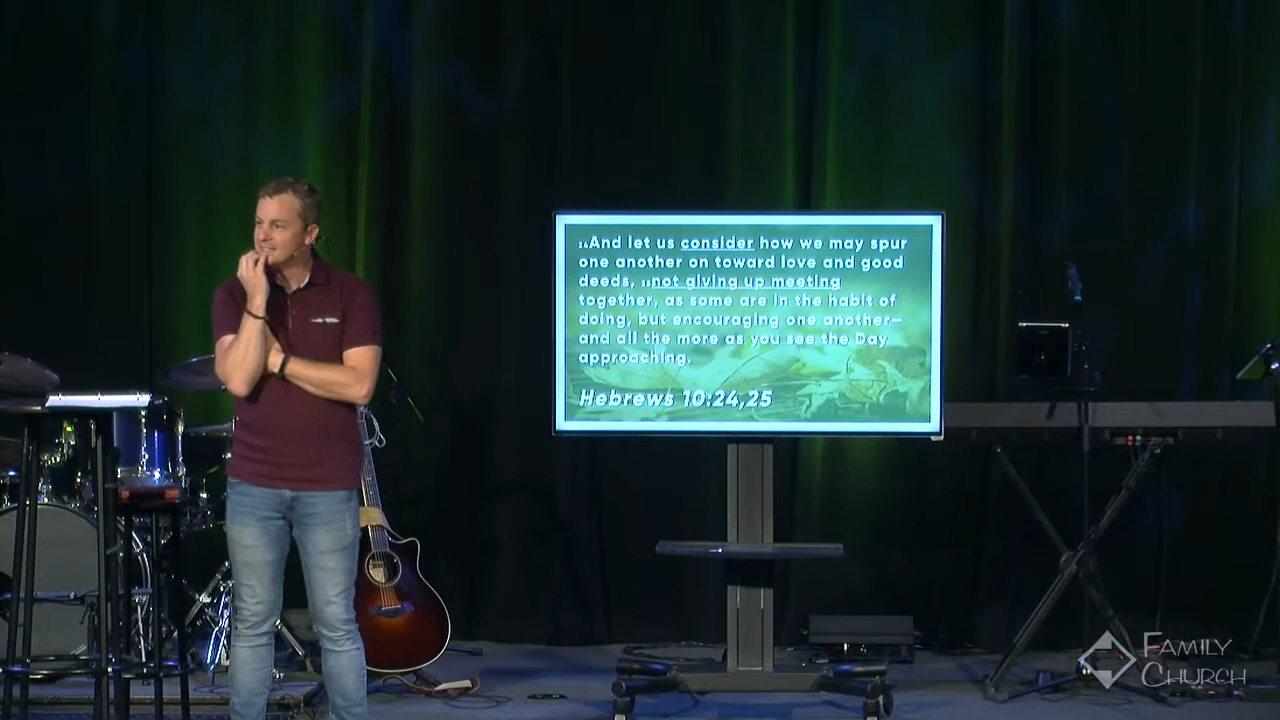 24And let us consider how we may spur
one another on toward love and good
deeds, 25not giving up meeting
together, as some are in the habit of
doing, but encouraging one another—
and all the more as you see the Day
approaching.
Hebrews 10:24,25
FAMILY
CHURCH